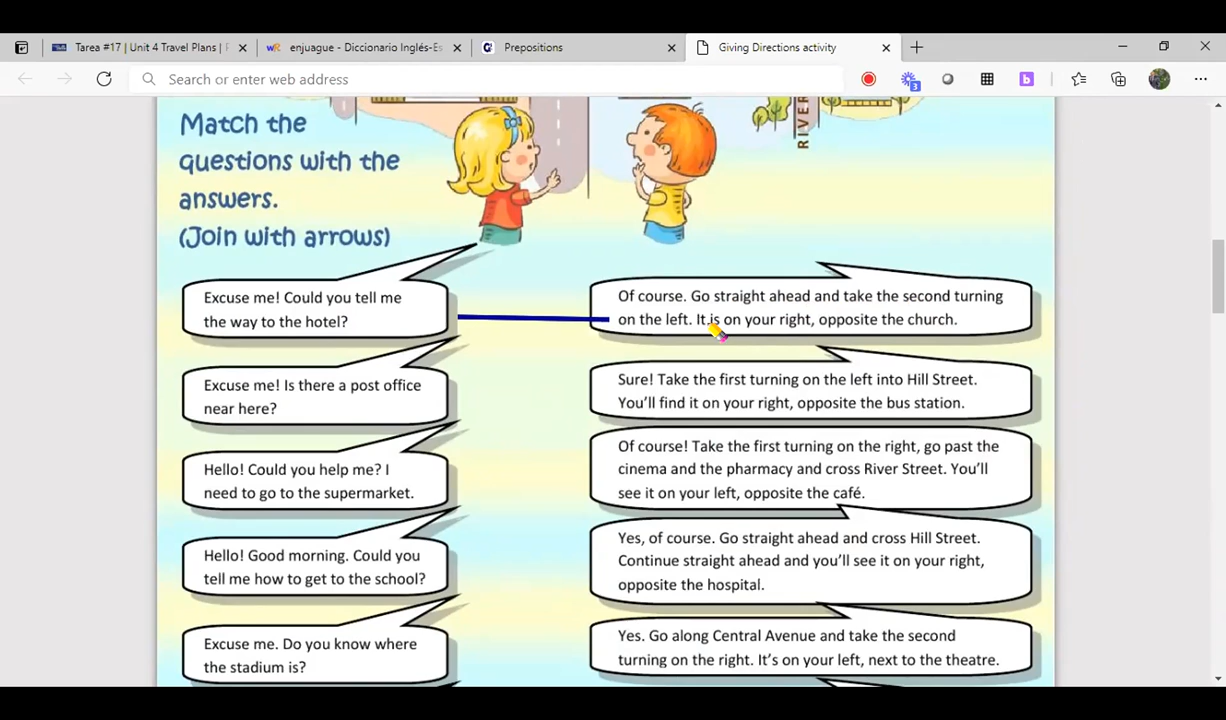 Tarea #17 | Unit 4 Travel Plans |
enjuague - Diccionario Inglés-Es
Prepositions
Giving Directions activity
Search or enter web address
3
RIVER
Match the
questions with the
answers.
(Join with arrows)
Excuse me! Could you tell me
the way to the hotel?
Of course. Go straight ahead and take the second turning
on the left. It is on your right, opposite the church.
Excuse me! Is there a post office
near here?
Sure! Take the first turning on the left into Hill Street.
You'll find it on your right, opposite the bus station.
Hello! Could you help me? I
need to go to the supermarket.
Of course! Take the first turning on the right, go past the
cinema and the pharmacy and cross River Street. You'll
see it on your left, opposite the café.
Hello! Good morning. Could you
tell me how to get to the school?
Yes, of course. Go straight ahead and cross Hill Street.
Continue straight ahead and you'll see it on your right,
opposite the hospital.
Excuse me. Do you know where
the stadium is?
Yes. Go along Central Avenue and take the second
turning on the right. It's on your left, next to the theatre.